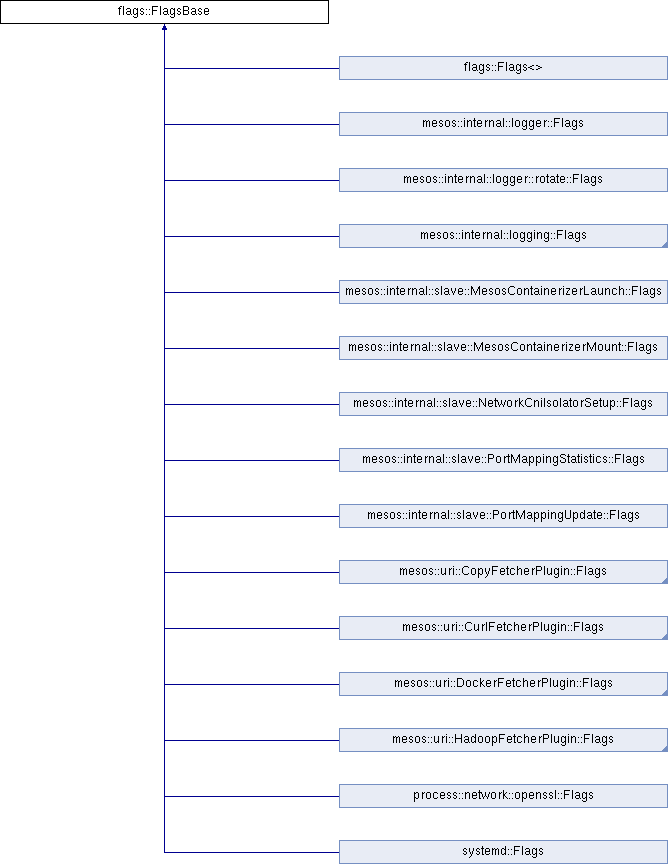 flags::FlagsBase
flags::Flags<>
mesos::internal::logger::Flags
mesos::internal::logger::rotate::Flags
mesos::internal::logging::Flags
mesos::internal::slave::MesosContainerizerLaunch::Flags
mesos::internal::slave::MesosContainerizerMount::Flags
mesos::internal::slave::NetworkCniIsolatorSetup::Flags
mesos::internal::slave::PortMappingStatistics::Flags
mesos::internal::slave::PortMappingUpdate::Flags
mesos::uri::CopyFetcherPlugin::Flags
mesos::uri::CurlFetcherPlugin::Flags
mesos::uri::DockerFetcherPlugin::Flags
mesos::uri::HadoopFetcherPlugin::Flags
process::network::openssl::Flags
systemd::Flags